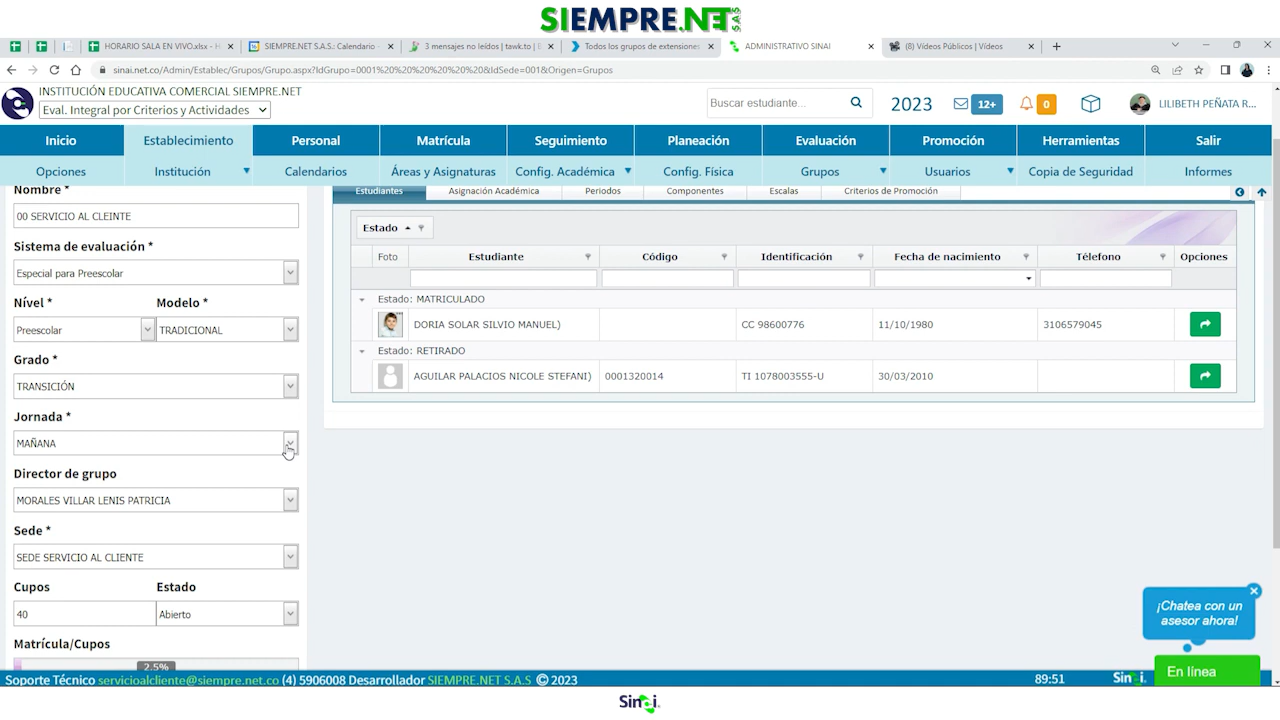 SIEMPRE.NET S.A.S
HORARIO SALA EN VIVO.xlsx - H
SIEMPRE.NET S.A.S.: Calendario -
3 mensajes no leídos | tawk.to | B
Todos los grupos de extensiones
ADMINISTRATIVO SINAI
(8) Vídeos Públicos | Vídeos
sinai.net.co/Admin/Establec/Grupos/Grupo.aspx?IdGrupo=0001%20%20%20%20%20%20&IdSede=001&Origen=Grupos
INSTITUCIÓN EDUCATIVA COMERCIAL SIEMPRE.NET
Eval. Integral por Criterios y Actividades
Buscar estudiante...
2023
12+
0
LILIBETH PEÑATA R...
Inicio
Establecimiento
Personal
Matrícula
Seguimiento
Planeación
Evaluación
Promoción
Herramientas
Salir
Opciones
Institución
Calendarios
Áreas y Asignaturas
Config. Académica
Config. Física
Grupos
Usuarios
Copia de Seguridad
Informes
Nombre *
00 SERVICIO AL CLEINTE
Sistema de evaluación *
Especial para Preescolar
Nível * Modelo *
Preescolar TRADICIONAL
Grado *
TRANSICIÓN
Jornada *
MAÑANA
Director de grupo
MORALES VILLAR LENIS PATRICIA
Sede *
SEDE SERVICIO AL CLIENTE
Cupos Estado
40 Abierto
Matrícula/Cupos
2.5%
Estudiantes Asignación Académica Periodos Componentes Escalas Criterios de Promoción
Estado
Foto Estudiante Código Identificación Fecha de nacimiento Télefono Opciones
Estado: MATRICULADO
DORIA SOLAR SILVIO MANUEL) CC 98600776 11/10/1980 3106579045
Estado: RETIRADO
AGUILAR PALACIOS NICOLE STEFANI) 0001320014 TI 1078003555-U 30/03/2010
¡Chatea con un
asesor ahora!
En línea
Soporte Técnico servicioalcliente@siempre.net.co (4) 5906008 Desarrollador SIEMPRE.NET S.A.S © 2023
89:51
Sinai.
Sinai.